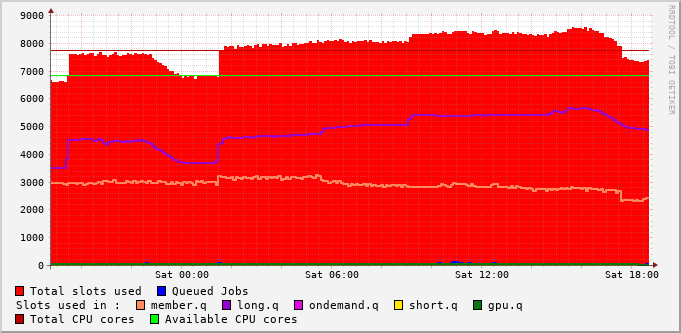 9000
8000
7000
6000
5000
4000
3000
2000
1000
0
Sat 00:00 Sat 06:00 Sat 12:00 Sat 18:00
RRDTOOL / TOBI OETIKER
Total slots used Queued Jobs
Slots used in : member.q long.q ondemand.q short.q gpu.q
Total CPU cores Available CPU cores